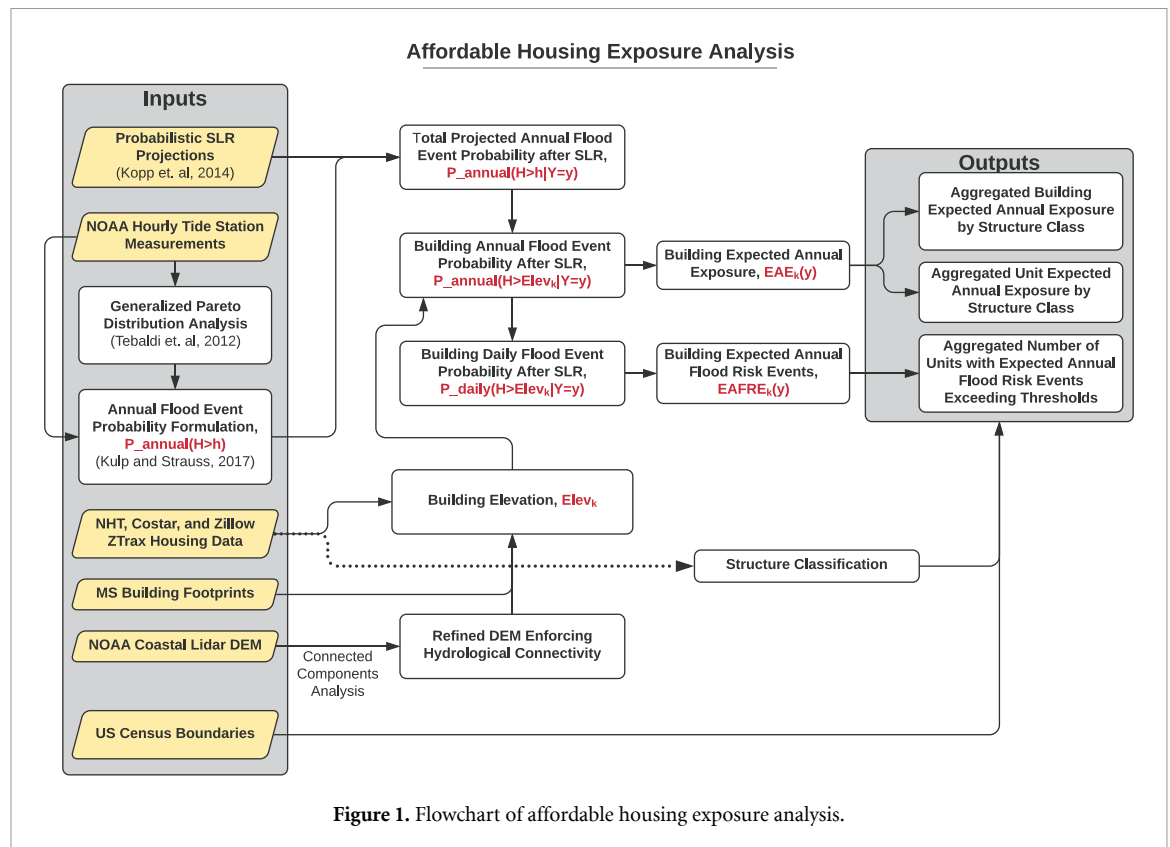 Affordable Housing Exposure Analysis
Inputs
Probabilistic SLR
Projections
(Kopp et. al, 2014)
NOAA Hourly Tide Station
Measurements
Generalized Pareto
Distribution Analysis
(Tebaldi et. al, 2012)
Annual Flood Event
Probability Formulation,
P_annual(H>h)
(Kulp and Strauss, 2017)
NHT, Costar, and Zillow
ZTrax Housing Data
MS Building Footprints
NOAA Coastal Lidar DEM
US Census Boundaries
Connected
Components
Analysis
Total Projected Annual Flood
Event Probability after SLR,
P_annual(H>h|Y=y)
Building Annual Flood Event
Probability After SLR,
P_annual(H>Elevₖ|Y=y)
Building Daily Flood Event
Probability After SLR,
P_daily(H>Elevₖ|Y=y)
Building Elevation, Elevₖ
Refined DEM Enforcing
Hydrological Connectivity
Building Expected Annual
Exposure, EAEₖ(y)
Building Expected Annual
Flood Risk Events,
EAFREₖ(y)
Structure Classification
Outputs
Aggregated Building
Expected Annual Exposure
by Structure Class
Aggregated Unit Expected
Annual Exposure by
Structure Class
Aggregated Number of
Units with Expected Annual
Flood Risk Events
Exceeding Thresholds
Figure 1. Flowchart of affordable housing exposure analysis.